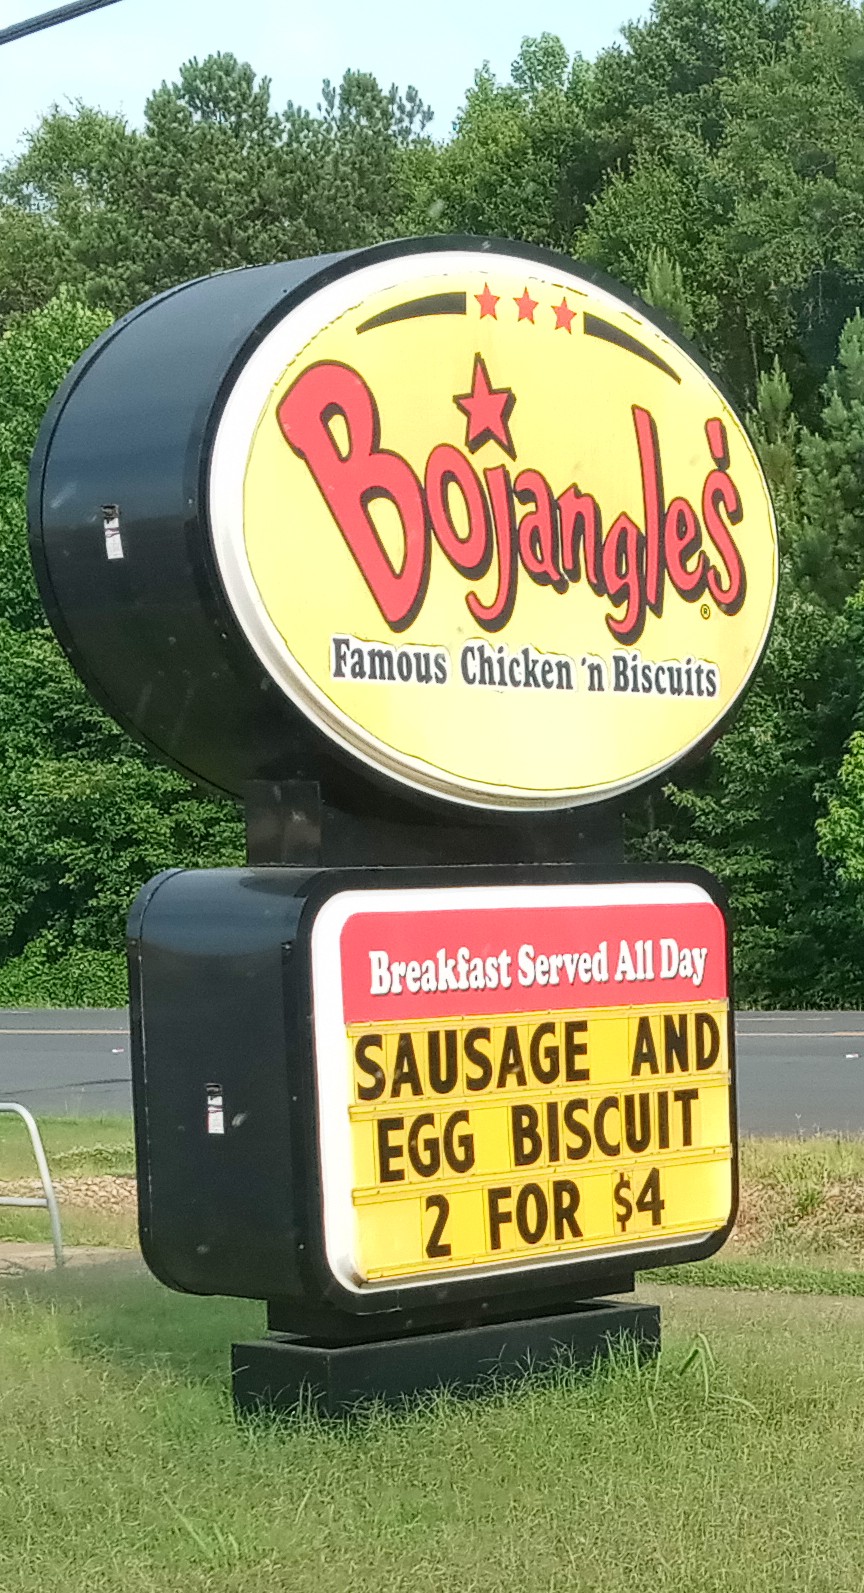 Bojangles'
®
Famous Chicken 'n Biscuits
Breakfast Served All Day
SAUSAGE AND
EGG BISCUIT
2 FOR $4